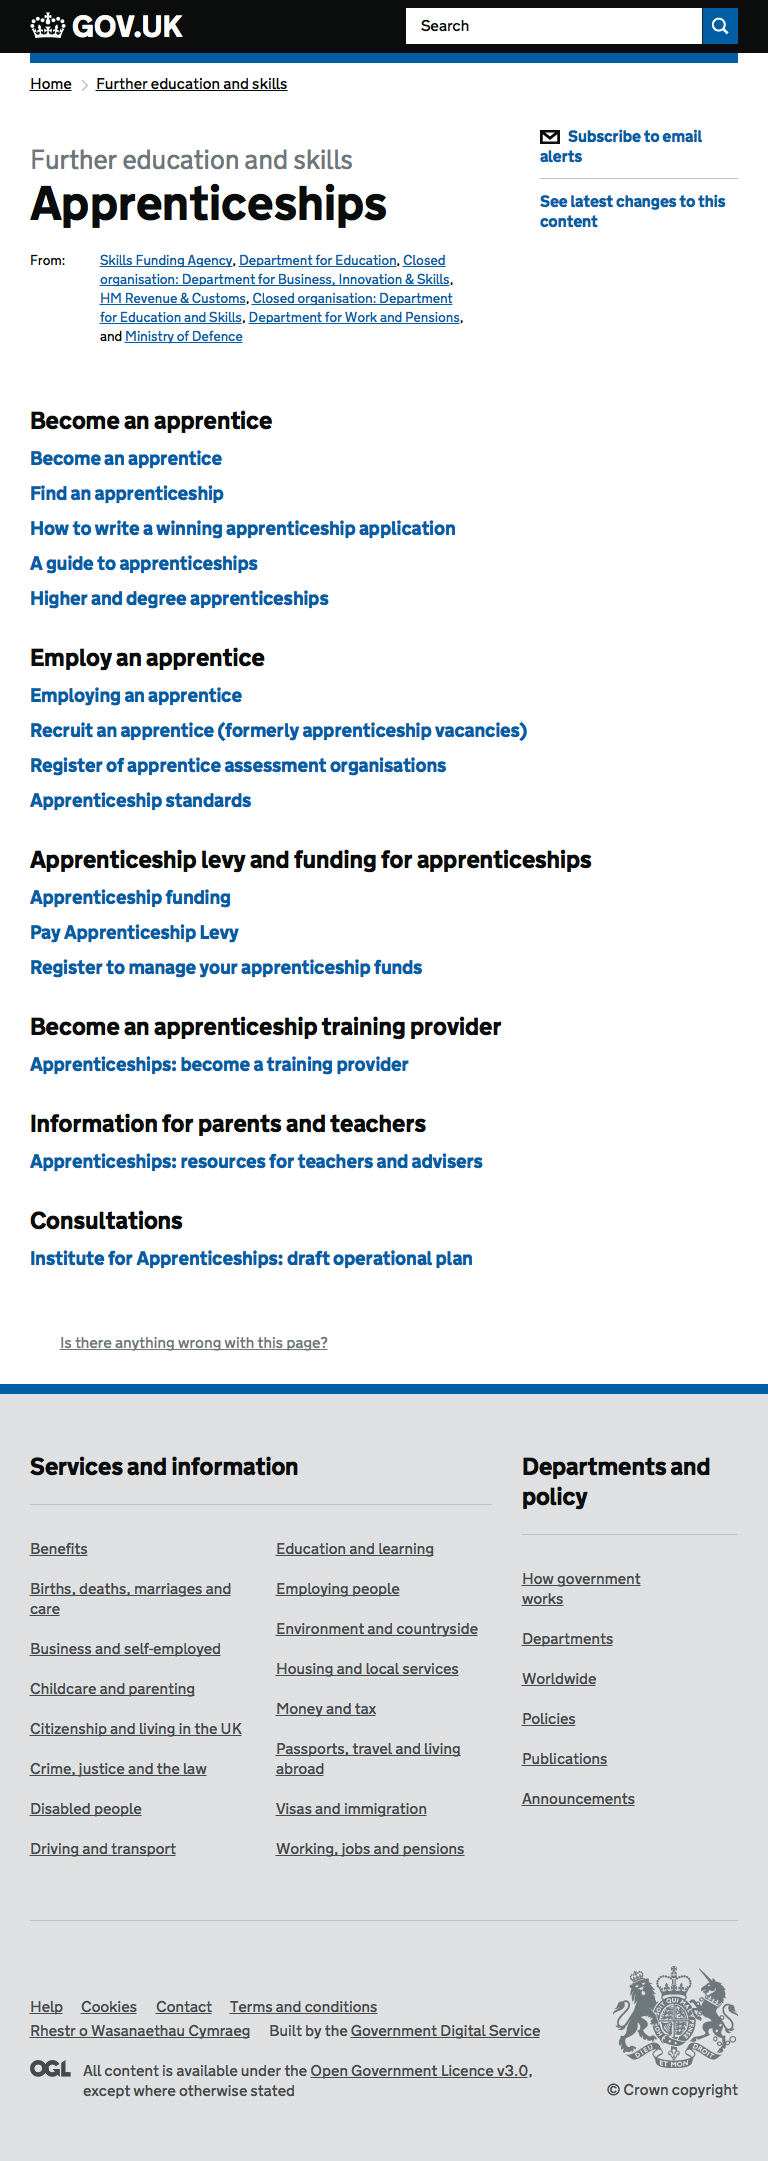 GOV.UK
Search
Home
Further education and skills
Subscribe to email
alerts
See latest changes to this
content
Further education and skills
Apprenticeships
From:
Skills Funding Agency, Department for Education, Closed
organisation: Department for Business, Innovation & Skills,
HM Revenue & Customs, Closed organisation: Department
for Education and Skills, Department for Work and Pensions,
and Ministry of Defence
Become an apprentice
Become an apprentice
Find an apprenticeship
How to write a winning apprenticeship application
A guide to apprenticeships
Higher and degree apprenticeships
Employ an apprentice
Employing an apprentice
Recruit an apprentice (formerly apprenticeship vacancies)
Register of apprentice assessment organisations
Apprenticeship standards
Apprenticeship levy and funding for apprenticeships
Apprenticeship funding
Pay Apprenticeship Levy
Register to manage your apprenticeship funds
Become an apprenticeship training provider
Apprenticeships: become a training provider
Information for parents and teachers
Apprenticeships: resources for teachers and advisers
Consultations
Institute for Apprenticeships: draft operational plan
Is there anything wrong with this page?
Services and information
Benefits
Births, deaths, marriages and
care
Business and self-employed
Childcare and parenting
Citizenship and living in the UK
Crime, justice and the law
Disabled people
Driving and transport
Education and learning
Employing people
Environment and countryside
Housing and local services
Money and tax
Passports, travel and living
abroad
Visas and immigration
Working, jobs and pensions
Departments and
policy
How government
works
Departments
Worldwide
Policies
Publications
Announcements
Help
Cookies
Contact
Terms and conditions
Rhestr o Wasanaethau Cymraeg
Built by the Government Digital Service
OGL
All content is available under the Open Government Licence v3.0,
except where otherwise stated
DIEU ET MON DROIT
© Crown copyright